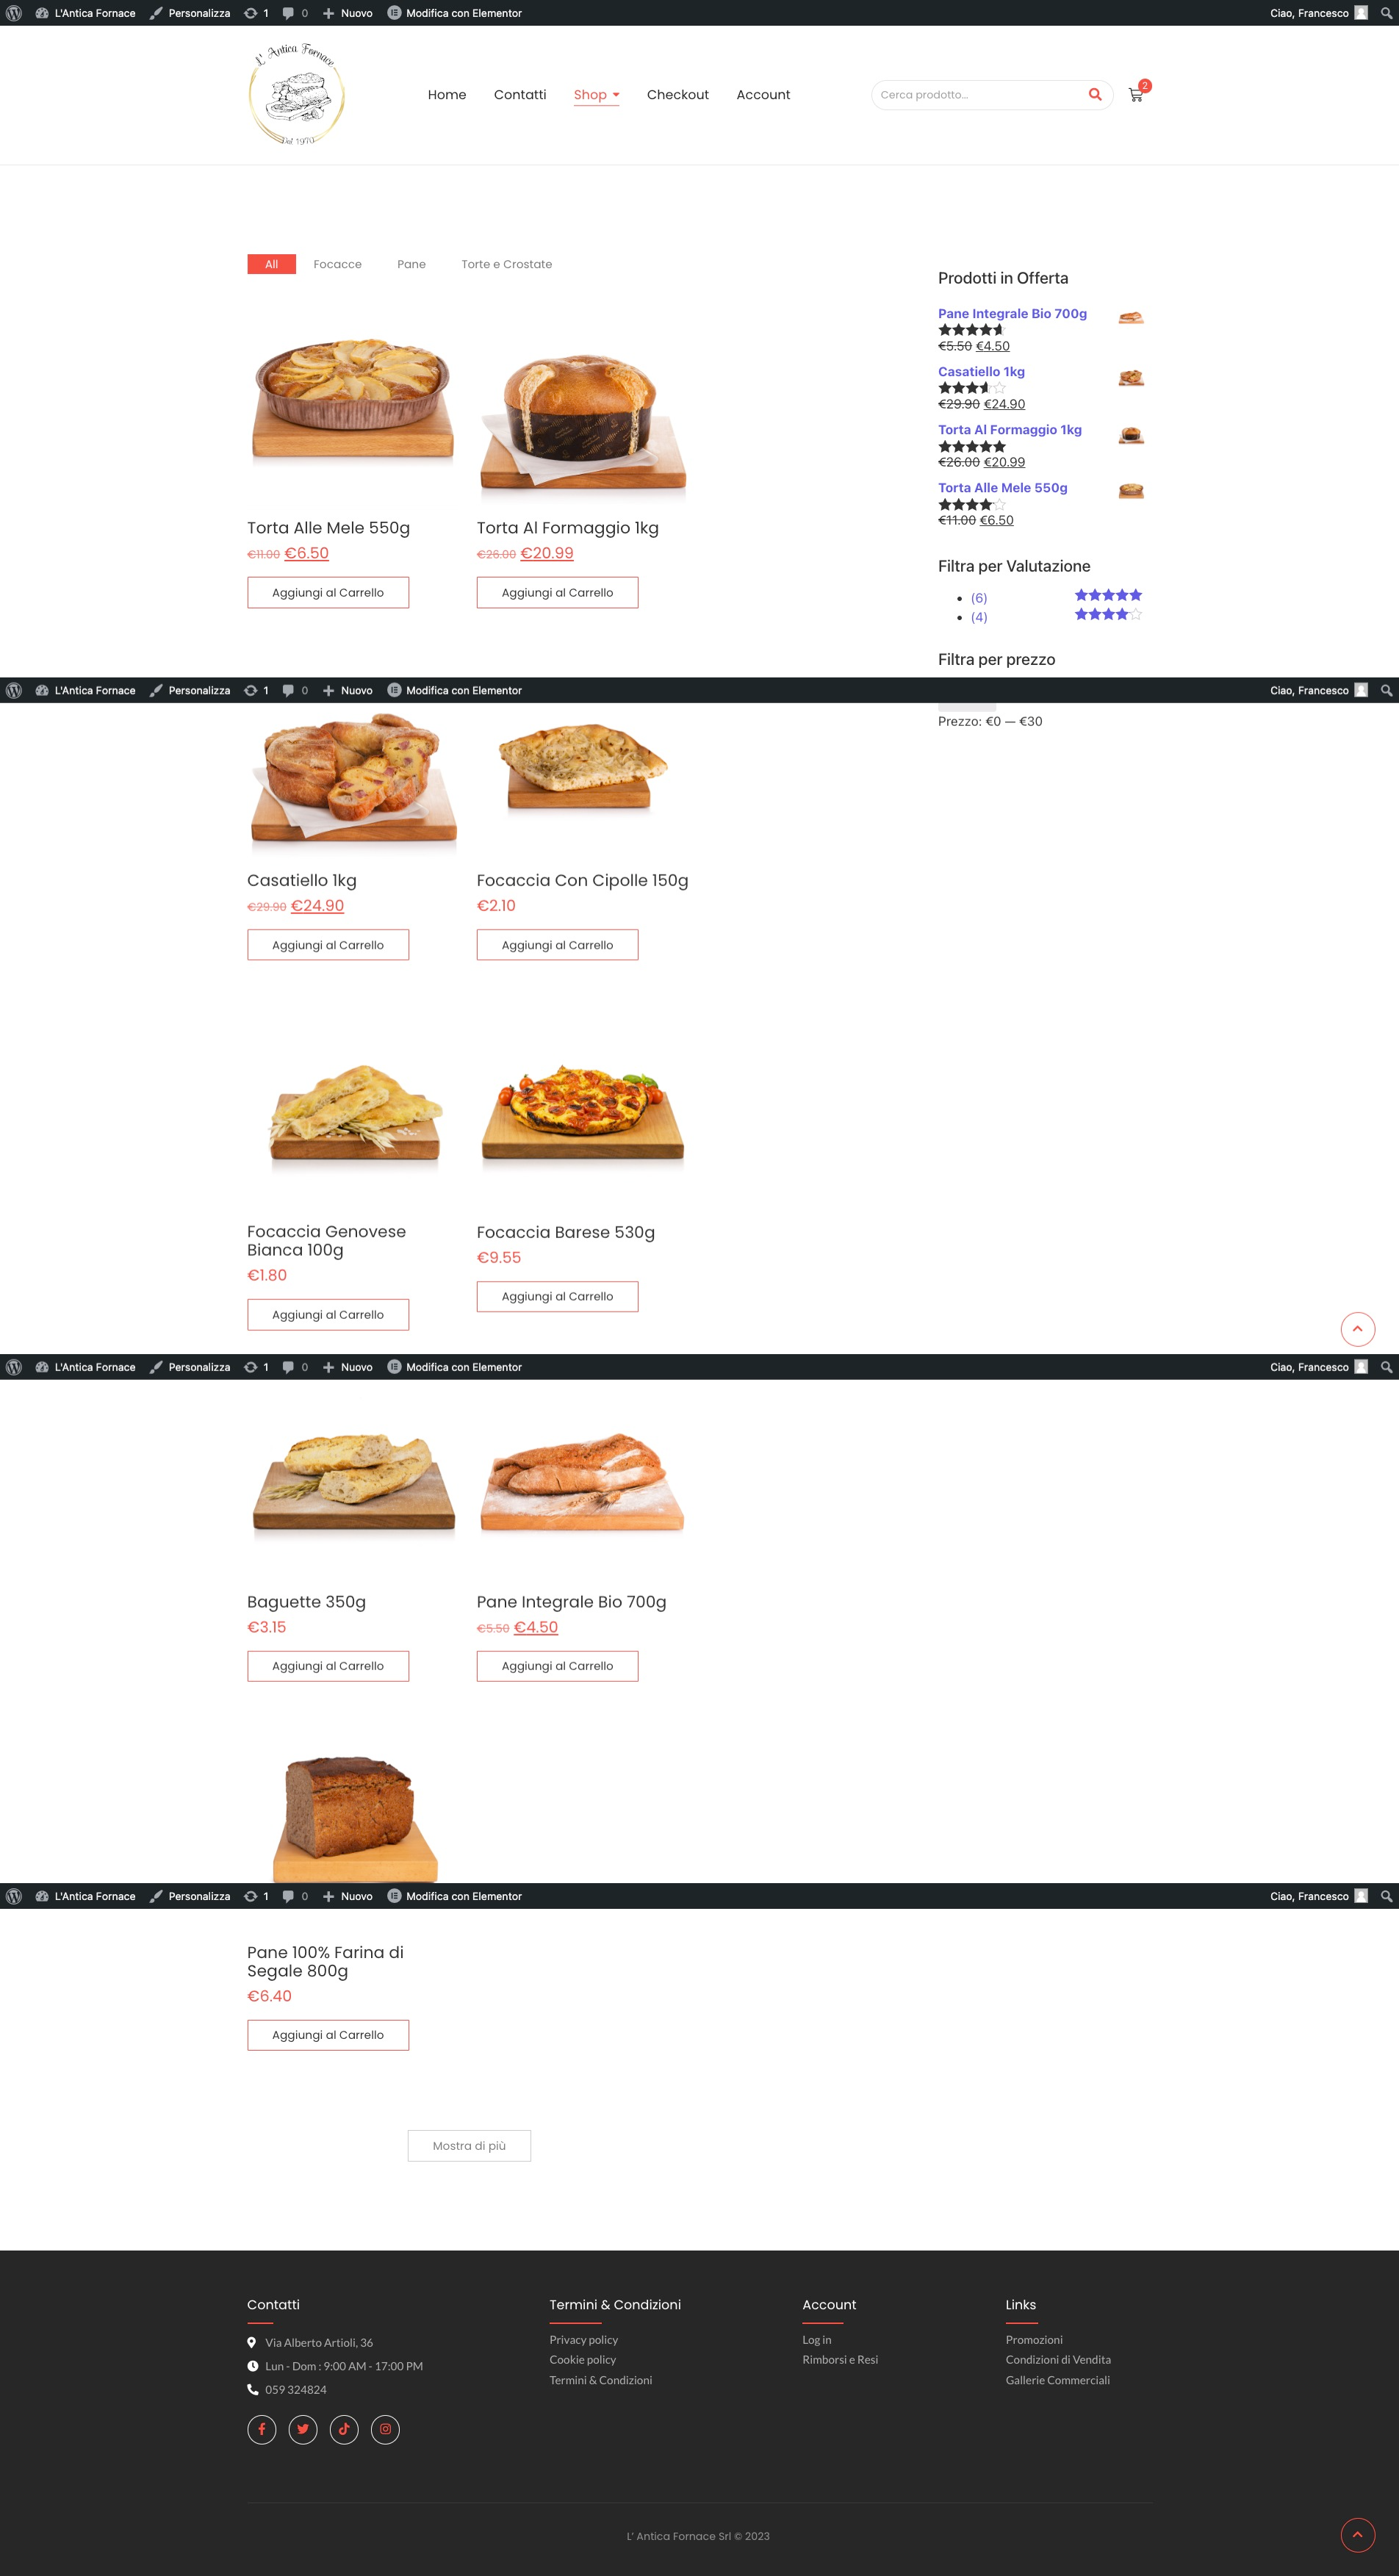 L'Antica Fornace Personalizza 1 0 Nuovo Modifica con Elementor Ciao, Francesco
L' Antica Fornace
Dal 1970
Home Contatti Shop Checkout Account
Cerca prodotto...
2
All Focacce Pane Torte e Crostate
Torta Alle Mele 550g
€11.00 €6.50
Aggiungi al Carrello
Torta Al Formaggio 1kg
€26.00 €20.99
Aggiungi al Carrello
Prodotti in Offerta
Pane Integrale Bio 700g
€5.50 €4.50
Casatiello 1kg
€29.90 €24.90
Torta Al Formaggio 1kg
€26.00 €20.99
Torta Alle Mele 550g
€11.00 €6.50
Filtra per Valutazione
(6)
(4)
Filtra per prezzo
L'Antica Fornace Personalizza 1 0 Nuovo Modifica con Elementor Ciao, Francesco
Prezzo: €0 — €30
Casatiello 1kg
€29.90 €24.90
Aggiungi al Carrello
Focaccia Con Cipolle 150g
€2.10
Aggiungi al Carrello
Focaccia Genovese
Bianca 100g
€1.80
Aggiungi al Carrello
Focaccia Barese 530g
€9.55
Aggiungi al Carrello
L'Antica Fornace Personalizza 1 0 Nuovo Modifica con Elementor Ciao, Francesco
Baguette 350g
€3.15
Aggiungi al Carrello
Pane Integrale Bio 700g
€5.50 €4.50
Aggiungi al Carrello
L'Antica Fornace Personalizza 1 0 Nuovo Modifica con Elementor Ciao, Francesco
Pane 100% Farina di
Segale 800g
€6.40
Aggiungi al Carrello
Mostra di più
Contatti
Via Alberto Artioli, 36
Lun - Dom : 9:00 AM - 17:00 PM
059 324824
Termini & Condizioni
Privacy policy
Cookie policy
Termini & Condizioni
Account
Log in
Rimborsi e Resi
Links
Promozioni
Condizioni di Vendita
Gallerie Commerciali
L' Antica Fornace Srl © 2023